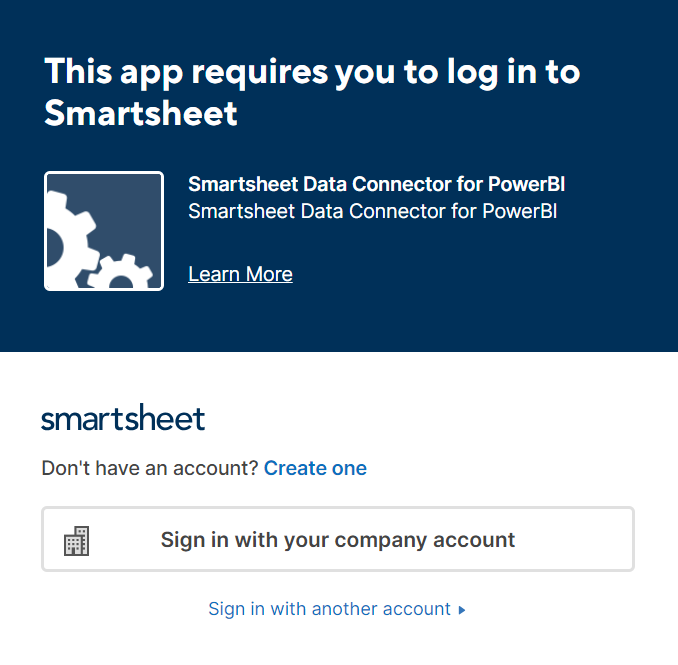 This app requires you to log in to
Smartsheet
Smartsheet Data Connector for PowerBI
Smartsheet Data Connector for PowerBI
Learn More
smartsheet
Don't have an account? Create one
Sign in with your company account
Sign in with another account